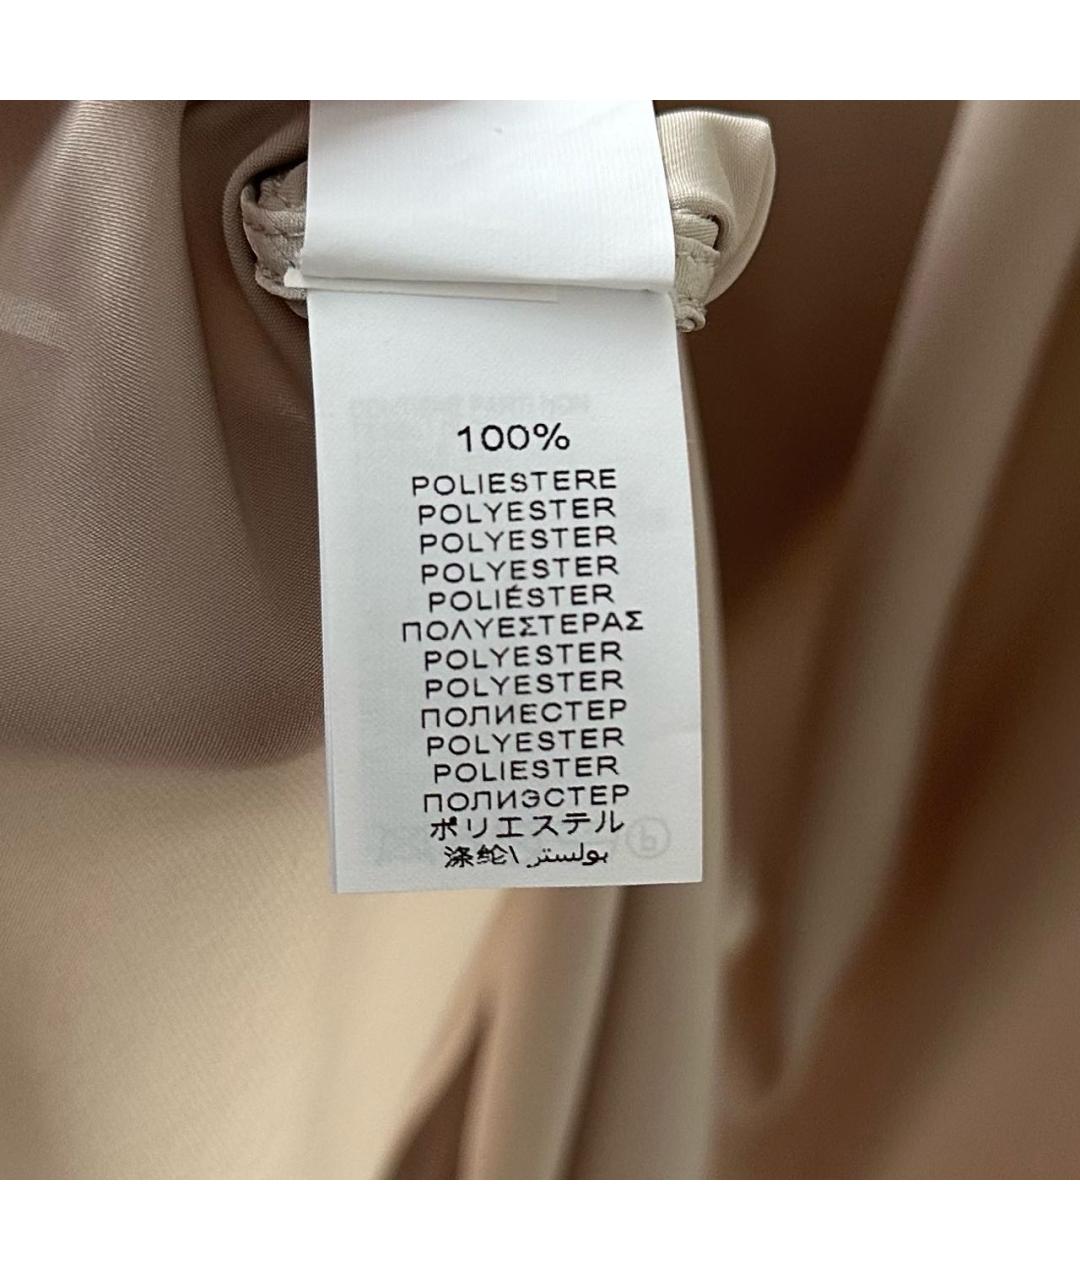 100%
POLIESTERE
POLYESTER
POLYESTER
POLYESTER
POLIÉSTER
ΠΟΛΥΕΣΤΕΡΑΣ
POLYESTER
POLYESTER
ПОЛИЕСТЕР
POLYESTER
POLIESTER
ПОЛИЭСТЕР
ポリエステル
涤纶\ بولستر